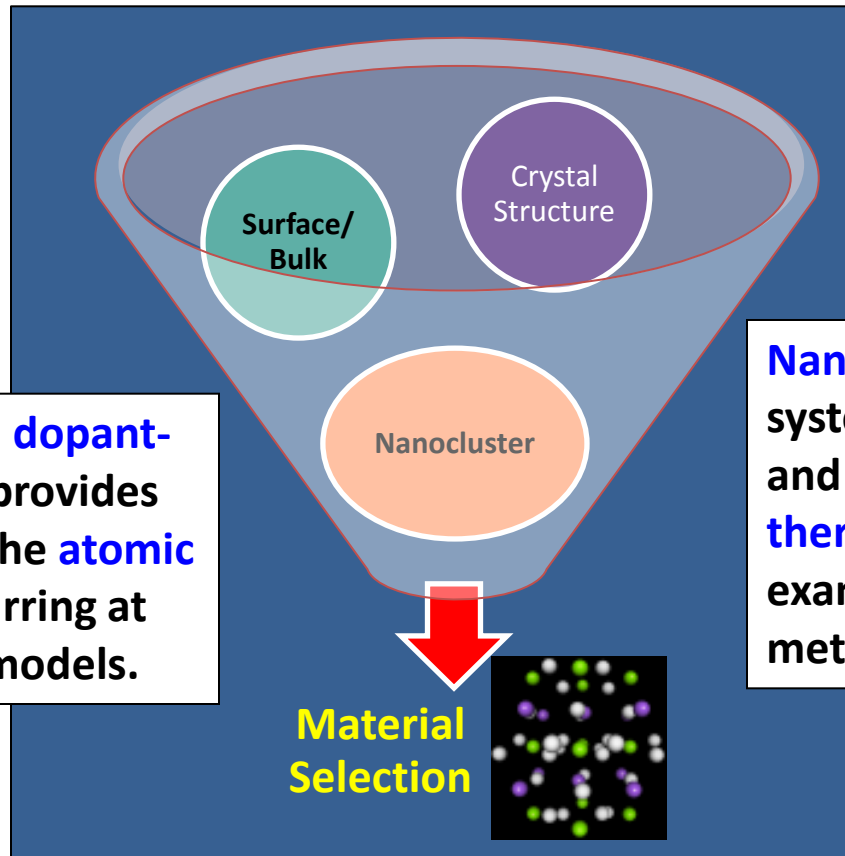 Surface/
Bulk
Crystal
Structure
Nanocluster
dopant-
provides
he atomic
rring at
models.
Nan
syste
and
ther
exan
met
Material
Selection